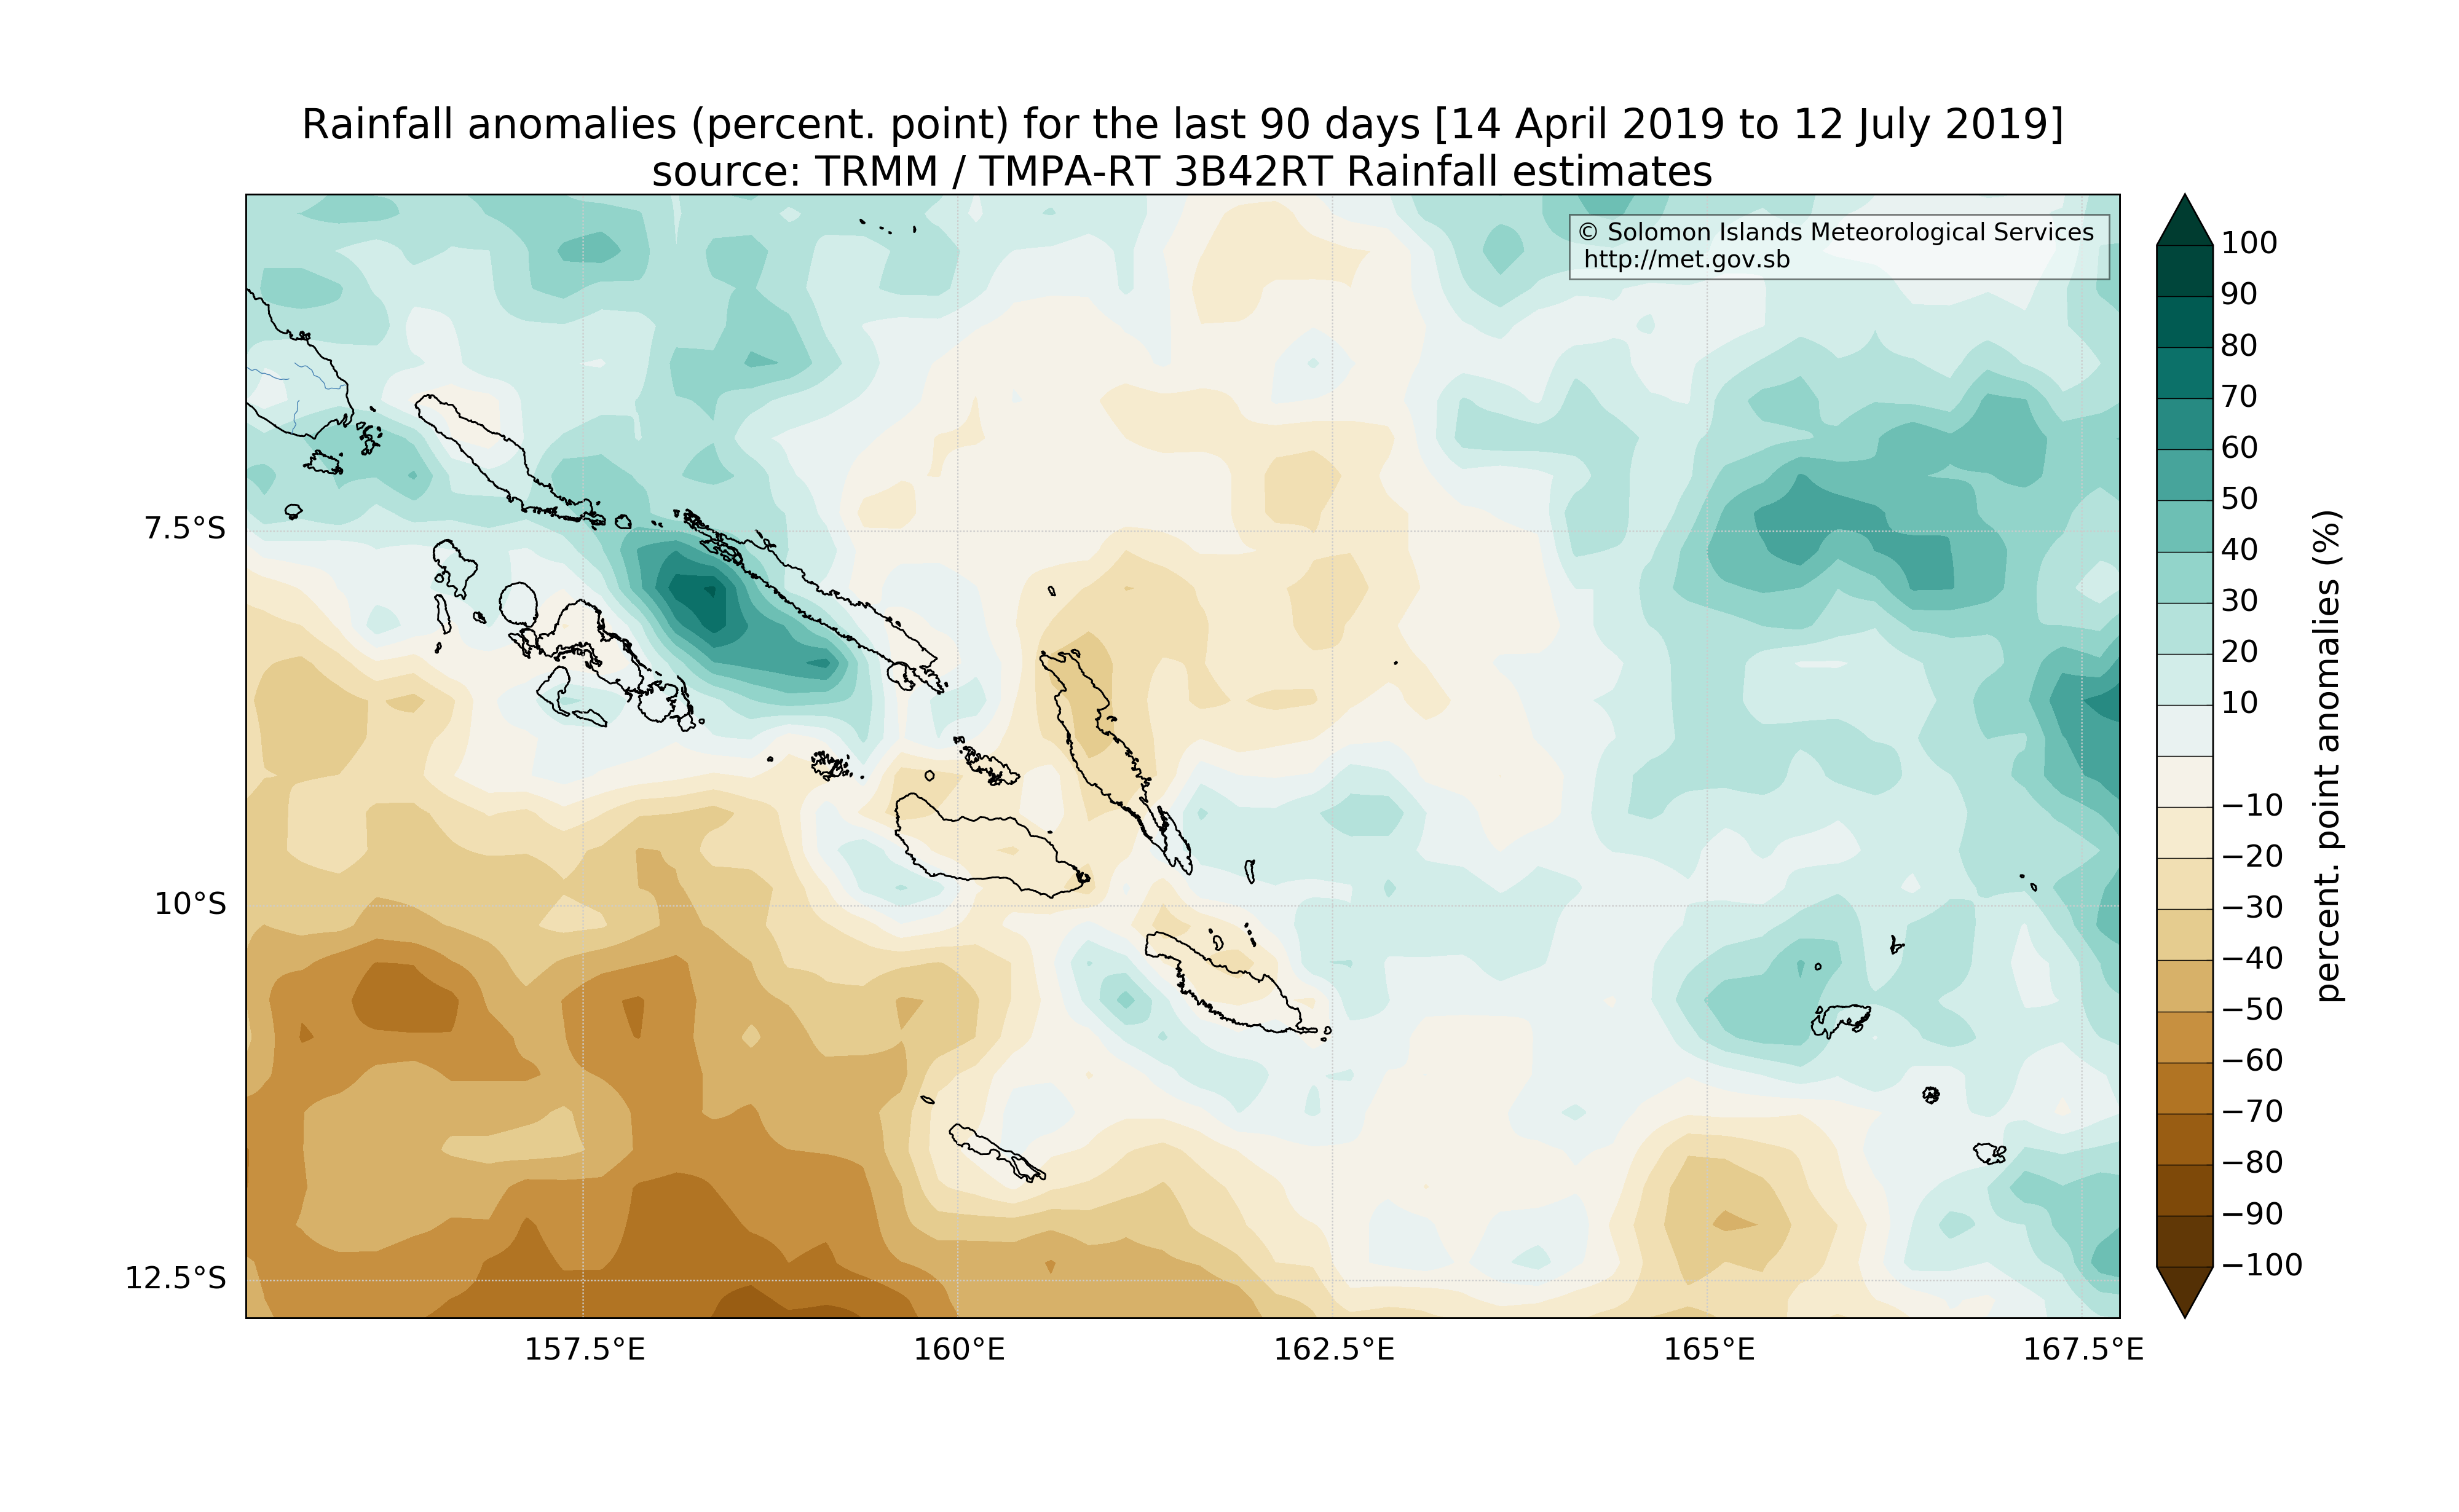 Rainfall anomalies (percent. point) for the last 90 days [14 April 2019 to 12 July 2019]
source: TRMM / TMPA-RT 3B42RT Rainfall estimates
© Solomon Islands Meteorological Services
http://met.gov.sb
7.5°S
10°S
12.5°S
157.5°E
160°E
162.5°E
165°E
167.5°E
100
90
80
70
60
50
40
30
20
10
−10
−20
−30
−40
−50
−60
−70
−80
−90
−100
percent. point anomalies (%)